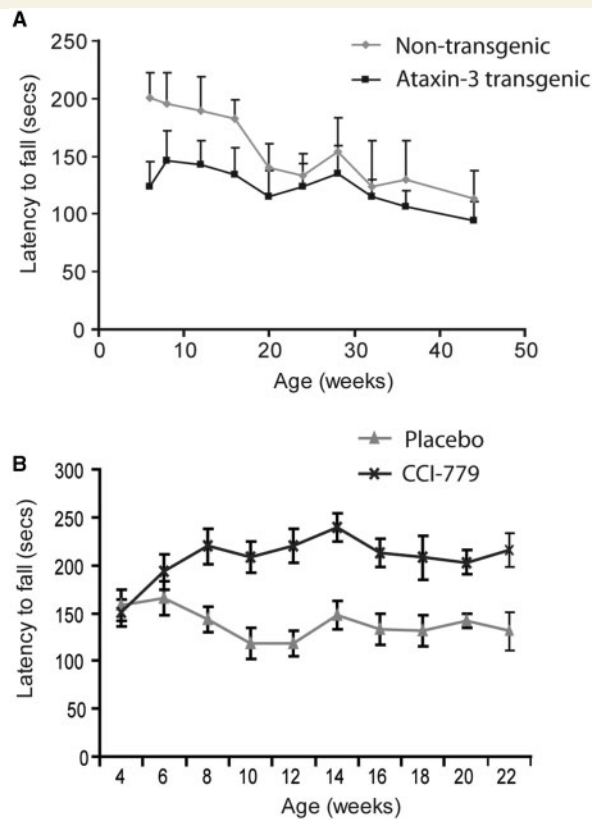 A
250
200
150
100
50
0
Latency to fall (secs)
Non-transgenic
Ataxin-3 transgenic
0 10 20 30 40 50
Age (weeks)
B
300
250
200
150
100
50
0
Latency to fall (secs)
Placebo
CCI-779
4 6 8 10 12 14 16 18 20 22
Age (weeks)